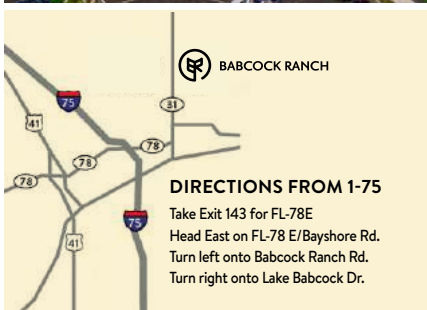 BABCOCK RANCH
75
31
41
78
78
78
75
41
DIRECTIONS FROM 1-75
Take Exit 143 for FL-78E
Head East on FL-78 E/Bayshore Rd.
Turn left onto Babcock Ranch Rd.
Turn right onto Lake Babcock Dr.